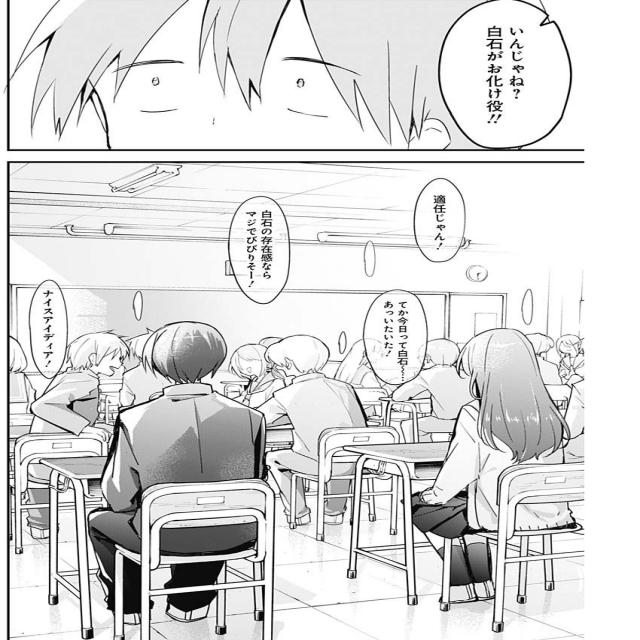 いんじゃね?
白石がお化け役!!
適任じゃん!
てか今日って白石……
あっいたいた!
白石の存在感なら
マジでびびりそー!
ナイスアイディア!